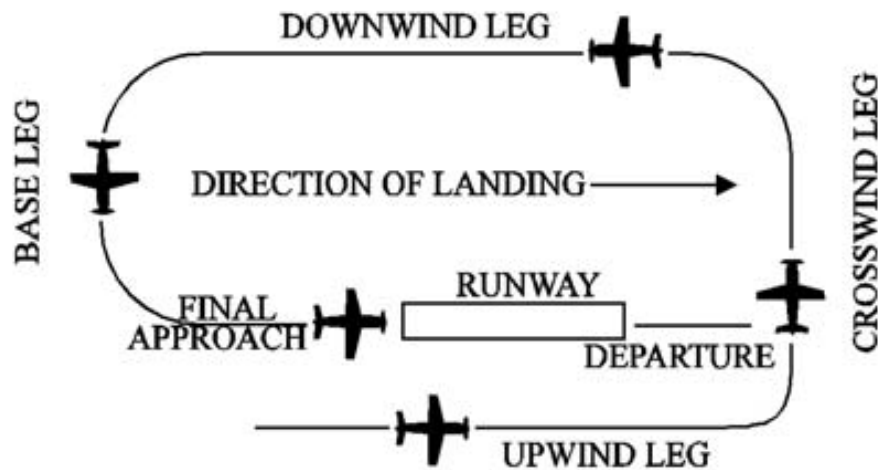 DOWNWIND LEG
BASE LEG
DIRECTION OF LANDING
CROSSWIND LEG
RUNWAY
FINAL
APPROACH
DEPARTURE
UPWIND LEG